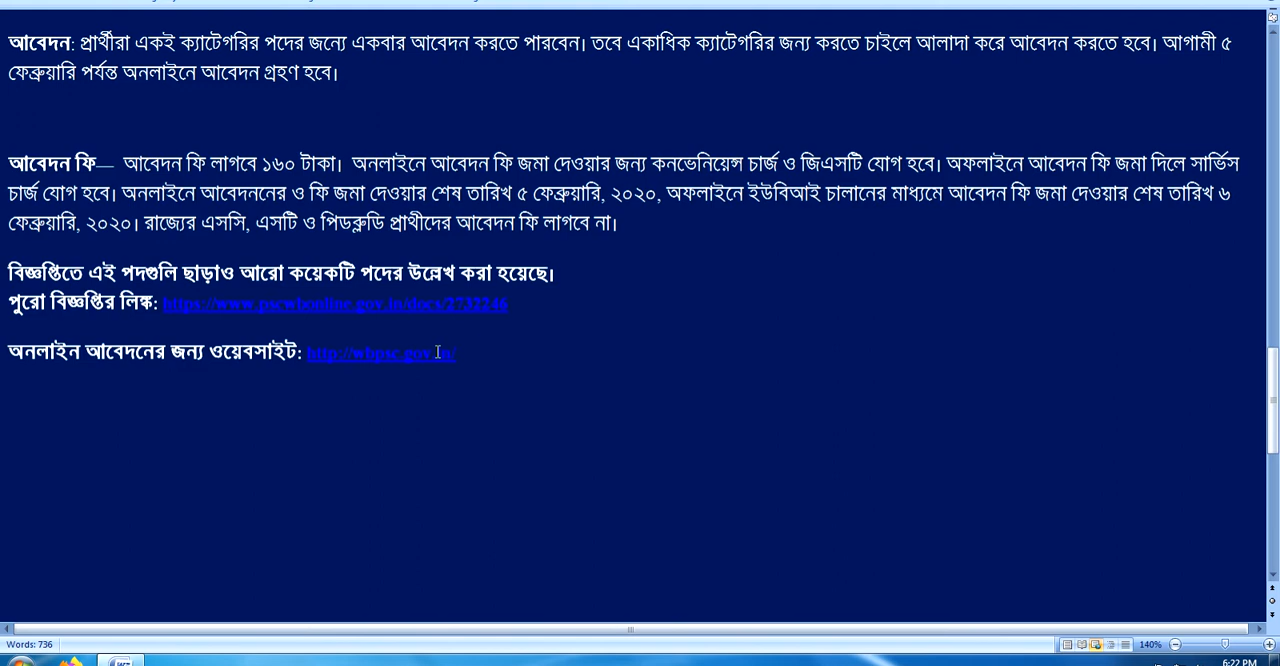 আবেদন: প্রার্থীরা একই ক্যাটেগরির পদের জন্যে একবার আবেদন করতে পারবেন। তবে একাধিক ক্যাটেগরির জন্য করতে চাইলে আলাদা করে আবেদন করতে হবে। আগামী ৫
ফেব্রুয়ারি পর্যন্ত অনলাইনে আবেদন গ্রহণ হবে।
আবেদন ফি— আবেদন ফি লাগবে ১৬০ টাকা। অনলাইনে আবেদন ফি জমা দেওয়ার জন্য কনভেনিয়েন্স চার্জ ও জিএসটি যোগ হবে। অফলাইনে আবেদন ফি জমা দিলে সার্ভিস
চার্জ যোগ হবে। অনলাইনে আবেদননের ও ফি জমা দেওয়ার শেষ তারিখ ৫ ফেব্রুয়ারি, ২০২০, অফলাইনে ইউবিআই চালানের মাধ্যমে আবেদন ফি জমা দেওয়ার শেষ তারিখ ৬
ফেব্রুয়ারি, ২০২০। রাজ্যের এসসি, এসটি ও পিডব্লুডি প্রাথীদের আবেদন ফি লাগবে না।
বিজ্ঞপ্তিতে এই পদগুলি ছাড়াও আরো কয়েকটি পদের উল্লেখ করা হয়েছে।
পুরো বিজ্ঞপ্তির লিঙ্ক: https://www.pscwbonline.gov.in/docs/2732246
অনলাইন আবেদনের জন্য ওয়েবসাইট: http://wbpsc.gov.in/
Words: 736
140%
6:22 PM